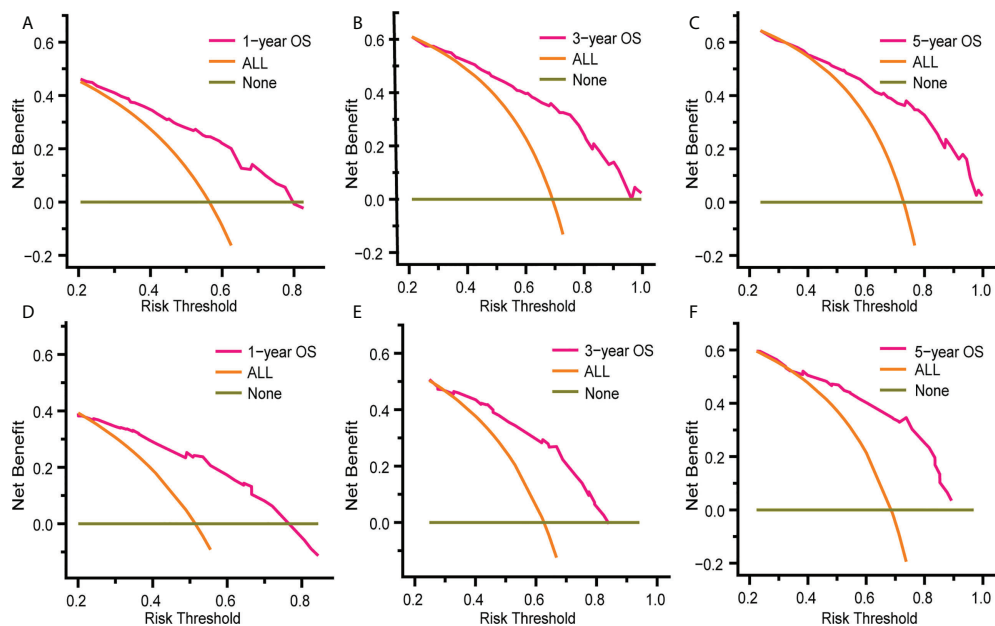 A
1-year OS
ALL
None
Net Benefit
0.6
0.4
0.2
0.0
−0.2
0.2
0.4
0.6
0.8
Risk Threshold
B
3-year OS
ALL
None
Net Benefit
0.6
0.4
0.2
0.0
−0.2
0.2
0.4
0.6
0.8
1.0
Risk Threshold
C
5-year OS
ALL
None
Net Benefit
0.6
0.4
0.2
0.0
−0.2
0.2
0.4
0.6
0.8
1.0
Risk Threshold
D
1-year OS
ALL
None
Net Benefit
0.6
0.4
0.2
0.0
0.2
0.4
0.6
0.8
Risk Threshold
E
3-year OS
ALL
None
Net Benefit
0.6
0.4
0.2
0.0
0.2
0.4
0.6
0.8
1.0
Risk Threshold
F
5-year OS
ALL
None
Net Benefit
0.6
0.4
0.2
0.0
−0.2
0.2
0.4
0.6
0.8
1.0
Risk Threshold